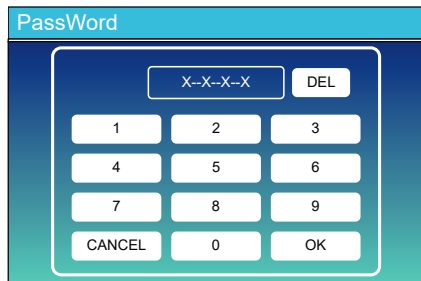 PassWord
X--X--X--X DEL
1 2 3
4 5 6
7 8 9
CANCEL 0 OK